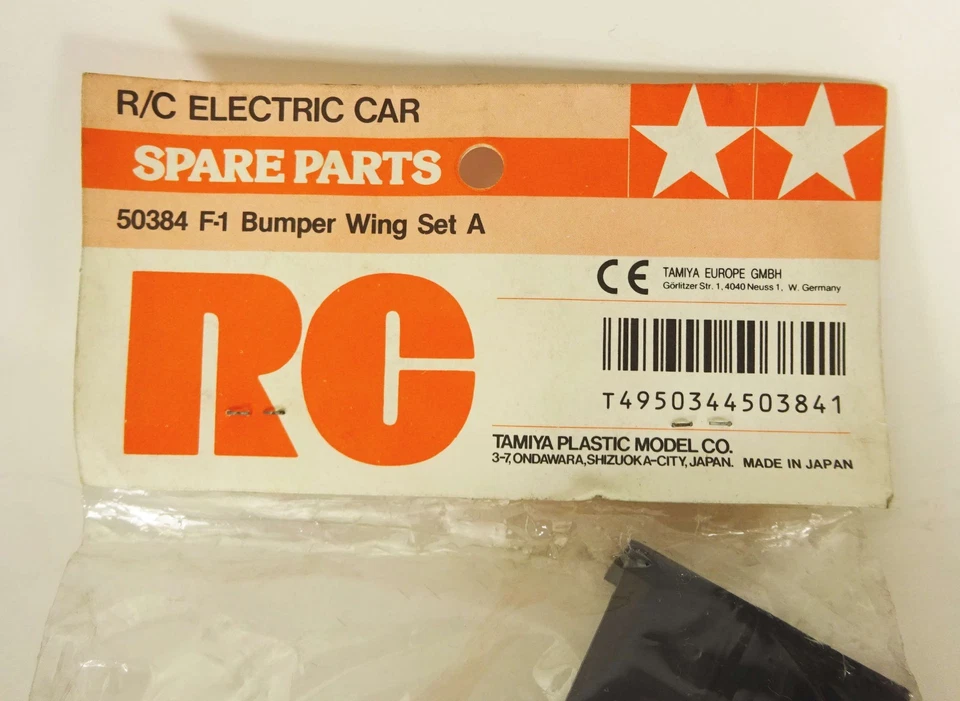 R/C ELECTRIC CAR
SPARE PARTS
50384 F-1 Bumper Wing Set A
RC
CE TAMIYA EUROPE GMBH
Görlitzer Str. 1, 4040 Neuss 1, W. Germany
T4950344503841
TAMIYA PLASTIC MODEL CO.
3-7, ONDAWARA, SHIZUOKA-CITY, JAPAN. MADE IN JAPAN